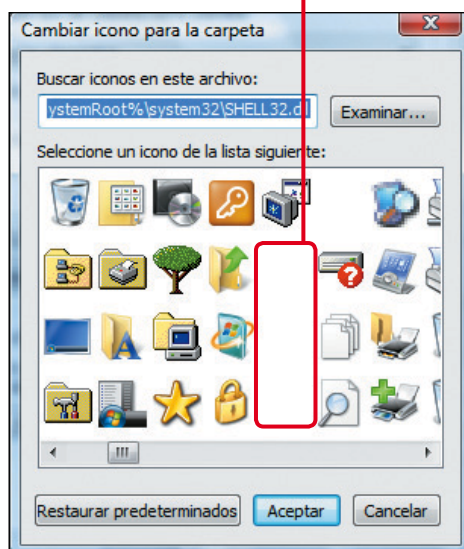 Cambiar icono para la carpeta
Buscar iconos en este archivo:
ystemRoot%\system32\SHELL32.dll
Examinar...
Seleccione un icono de la lista siguiente:
Restaurar predeterminados
Aceptar
Cancelar